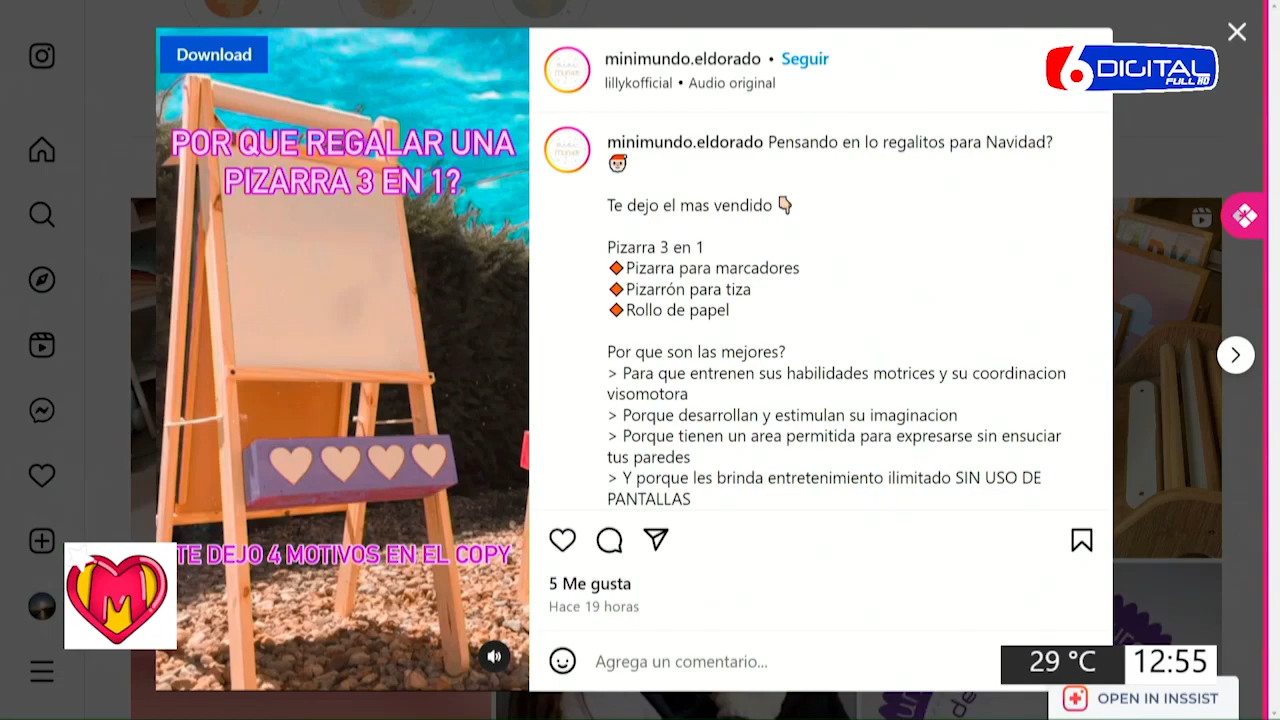 Download
POR QUE REGALAR UNA
PIZARRA 3 EN 1?
TE DEJO 4 MOTIVOS EN EL COPY
M
minimundo.eldorado • Seguir
lillykofficial • Audio original
6 DIGITAL
FULL HD
minimundo.eldorado Pensando en lo regalitos para Navidad?
Te dejo el mas vendido
Pizarra 3 en 1
Pizarra para marcadores
Pizarrón para tiza
Rollo de papel
Por que son las mejores?
> Para que entrenen sus habilidades motrices y su coordinacion
visomotora
> Porque desarrollan y estimulan su imaginacion
> Porque tienen un area permitida para expresarse sin ensuciar
tus paredes
> Y porque les brinda entretenimiento ilimitado SIN USO DE
PANTALLAS
5 Me gusta
Hace 19 horas
Agrega un comentario...
29 °C
12:55
OPEN IN INSSIST